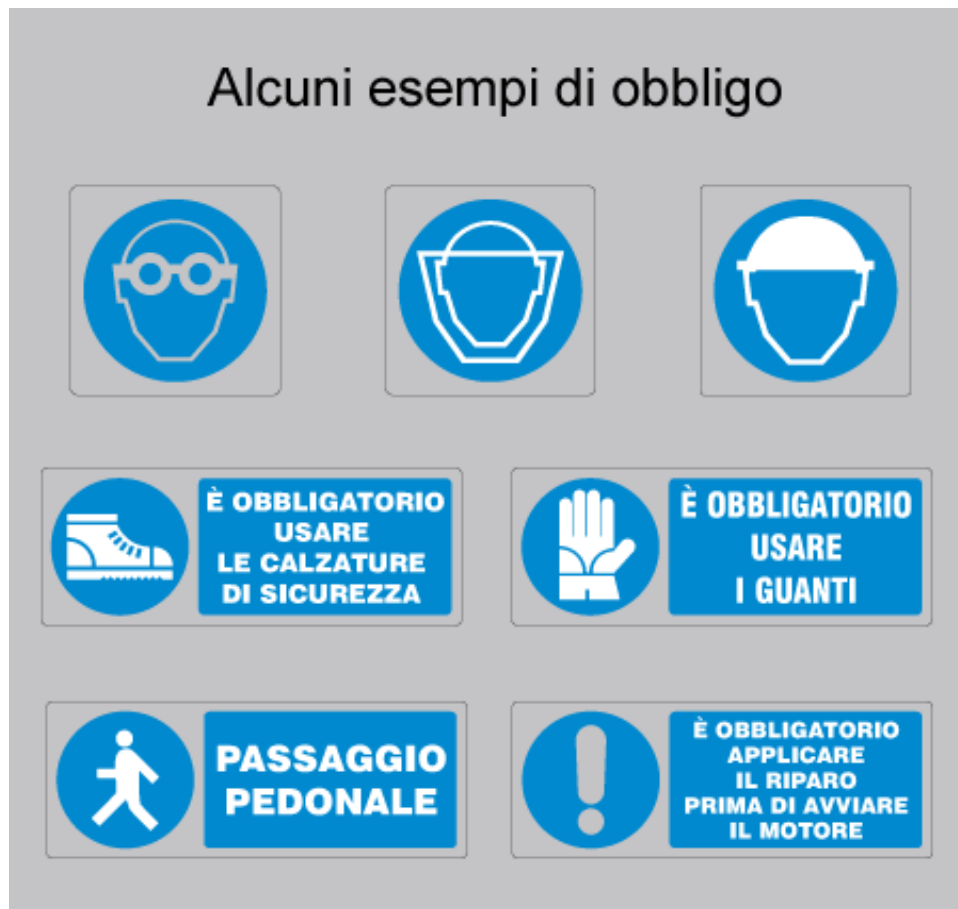 Alcuni esempi di obbligo
È OBBLIGATORIO
USARE
LE CALZATURE
DI SICUREZZA
È OBBLIGATORIO
USARE
I GUANTI
PASSAGGIO
PEDONALE
È OBBLIGATORIO
APPLICARE
IL RIPARO
PRIMA DI AVVIARE
IL MOTORE